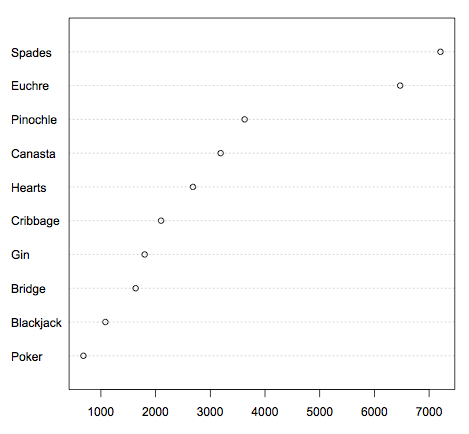 Spades
Euchre
Pinochle
Canasta
Hearts
Cribbage
Gin
Bridge
Blackjack
Poker
1000 2000 3000 4000 5000 6000 7000